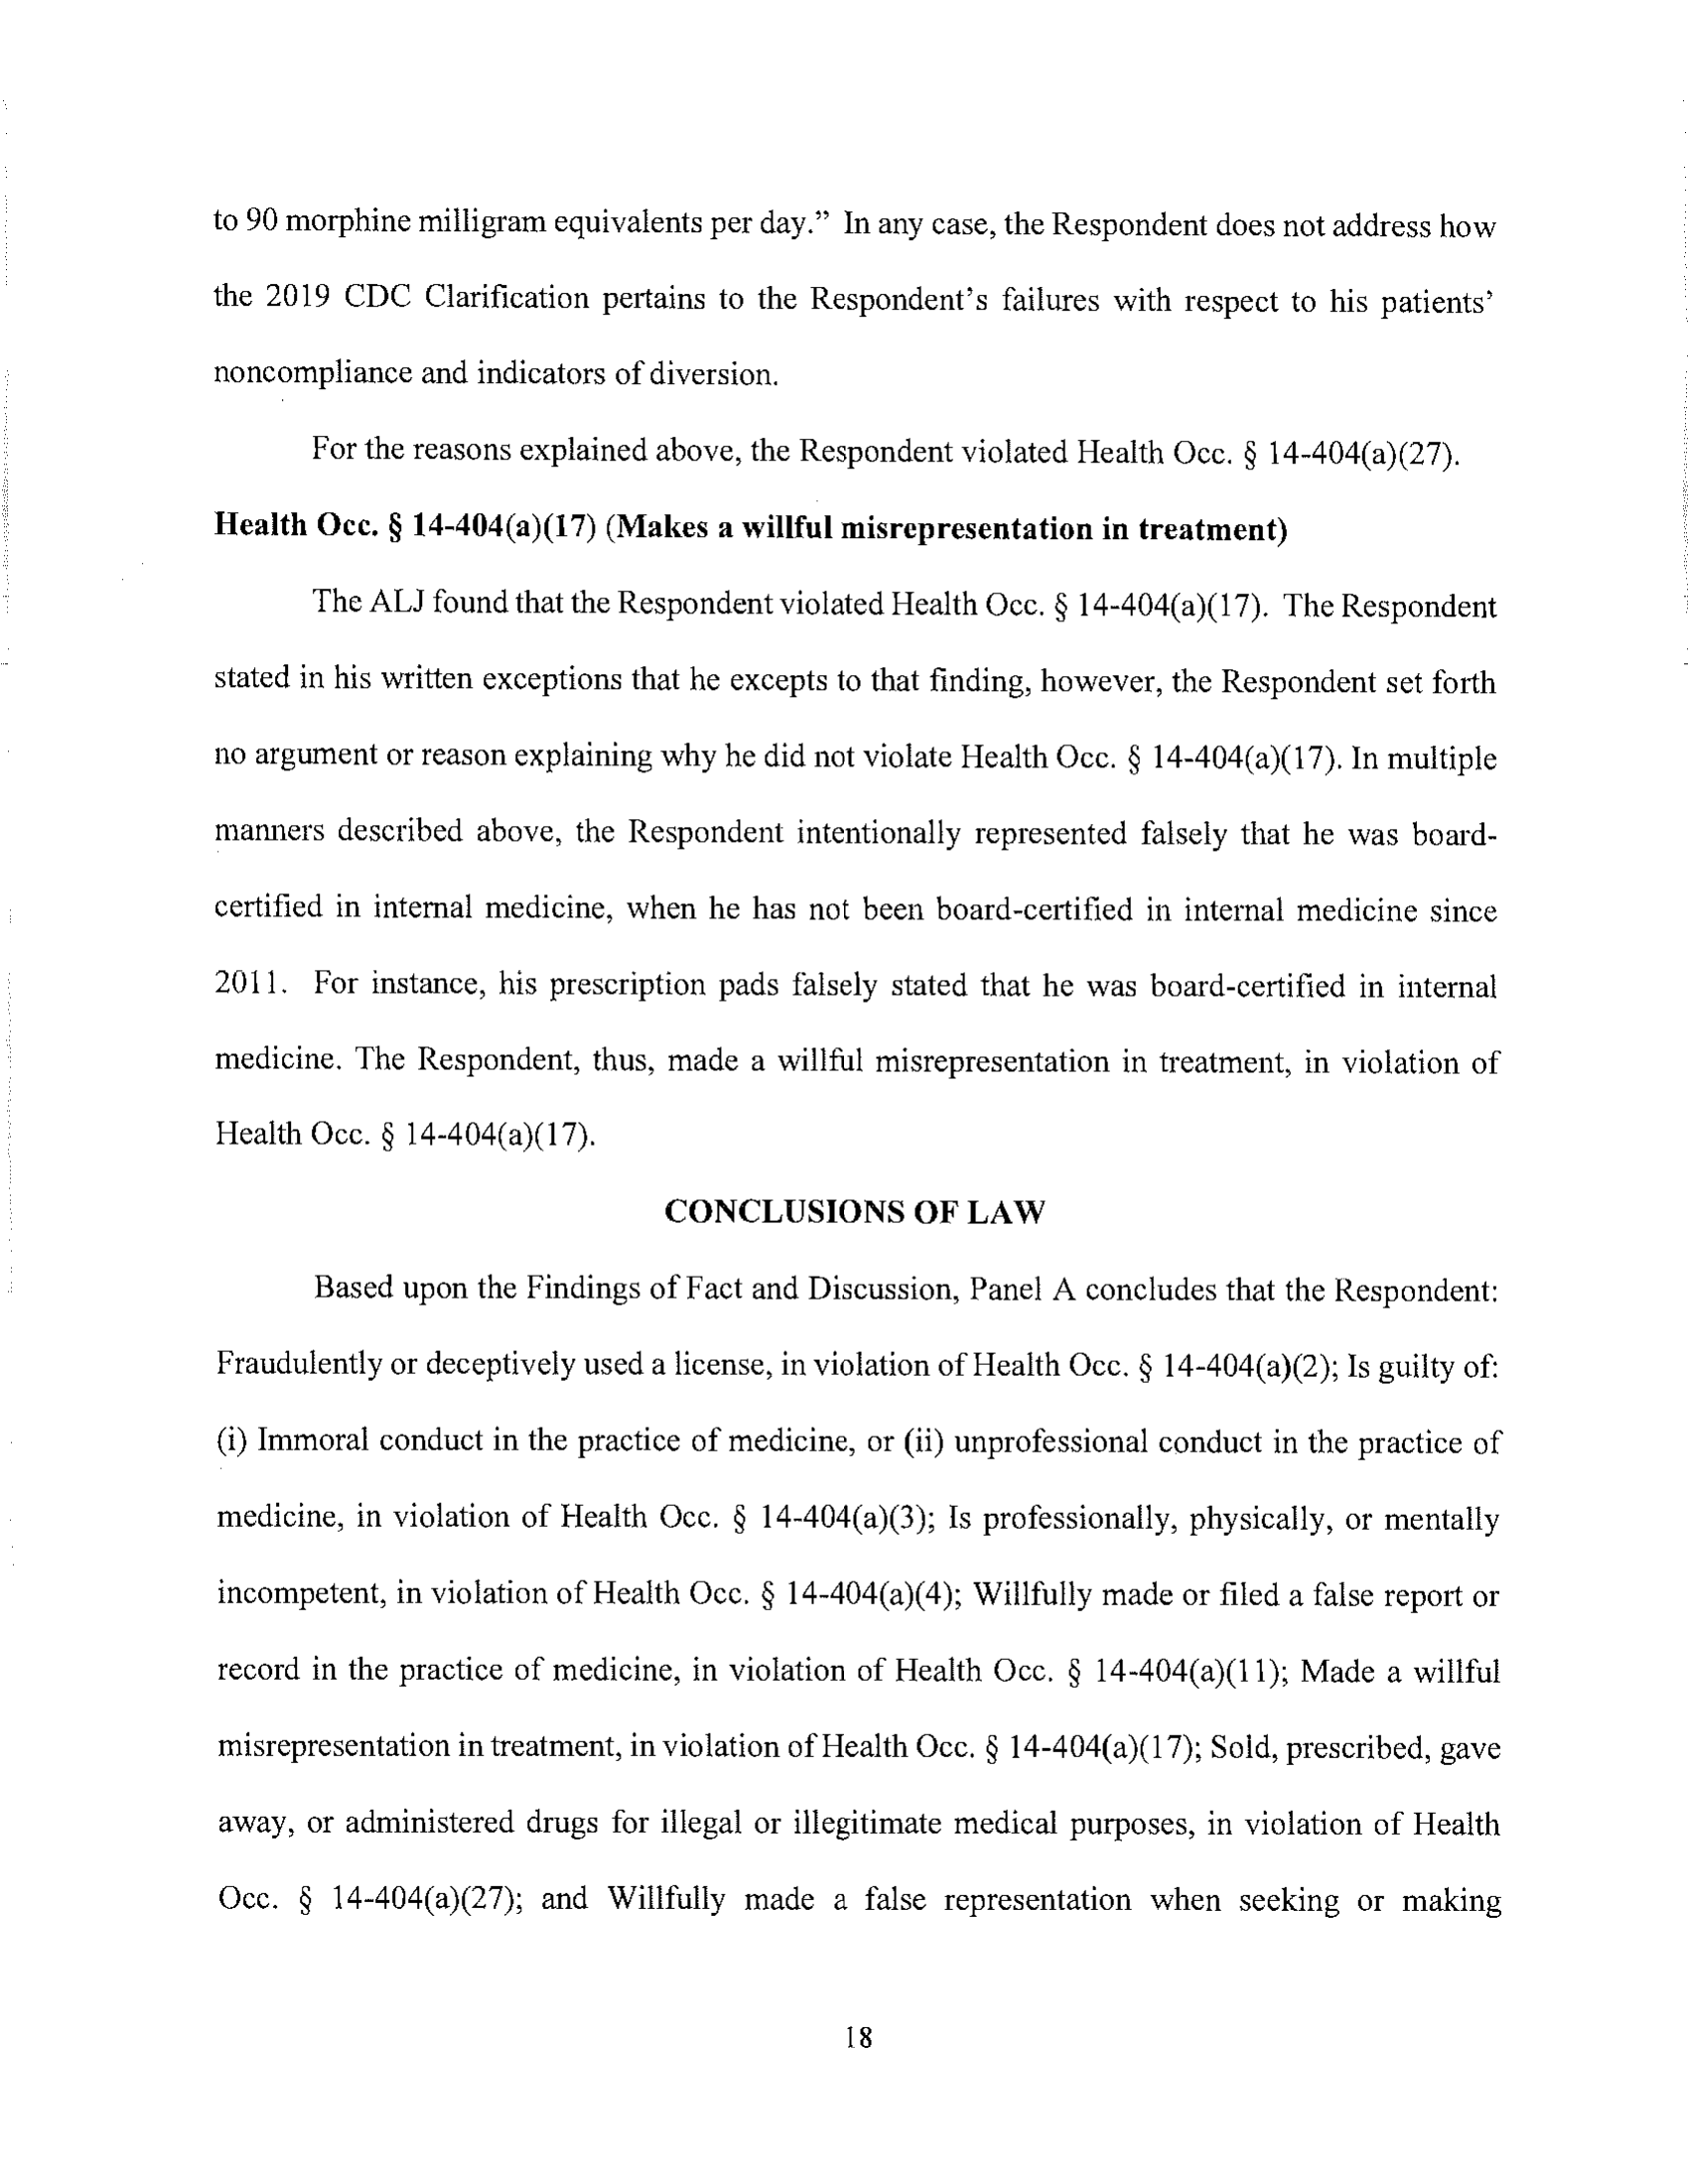 to 90 morphine milligram equivalents per day.” In any case, the Respondent does not address how
the 2019 CDC Clarification pertains to the Respondent’s failures with respect to his patients’
noncompliance and indicators of diversion.
For the reasons explained above, the Respondent violated Health Occ. § 14-404(a)(27).
Health Occ. § 14-404(a)(17) (Makes a willful misrepresentation in treatment)
The ALJ found that the Respondent violated Health Occ. § 14-404(a)(17). The Respondent
stated in his written exceptions that he excepts to that finding, however, the Respondent set forth
no argument or reason explaining why he did not violate Health Occ. § 14-404(a)(17). In multiple
manners described above, the Respondent intentionally represented falsely that he was board-
certified in internal medicine, when he has not been board-certified in internal medicine since
2011. For instance, his prescription pads falsely stated that he was board-certified in internal
medicine. The Respondent, thus, made a willful misrepresentation in treatment, in violation of
Health Occ. § 14-404(a)(17).
CONCLUSIONS OF LAW
Based upon the Findings of Fact and Discussion, Panel A concludes that the Respondent:
Fraudulently or deceptively used a license, in violation of Health Occ. § 14-404(a)(2); Is guilty of:
(i) Immoral conduct in the practice of medicine, or (ii) unprofessional conduct in the practice of
medicine, in violation of Health Occ. § 14-404(a)(3); Is professionally, physically, or mentally
incompetent, in violation of Health Occ. § 14-404(a)(4); Willfully made or filed a false report or
record in the practice of medicine, in violation of Health Occ. § 14-404(a)(11); Made a willful
misrepresentation in treatment, in violation of Health Occ. § 14-404(a)(17); Sold, prescribed, gave
away, or administered drugs for illegal or illegitimate medical purposes, in violation of Health
Occ. § 14-404(a)(27); and Willfully made a false representation when seeking or making
18